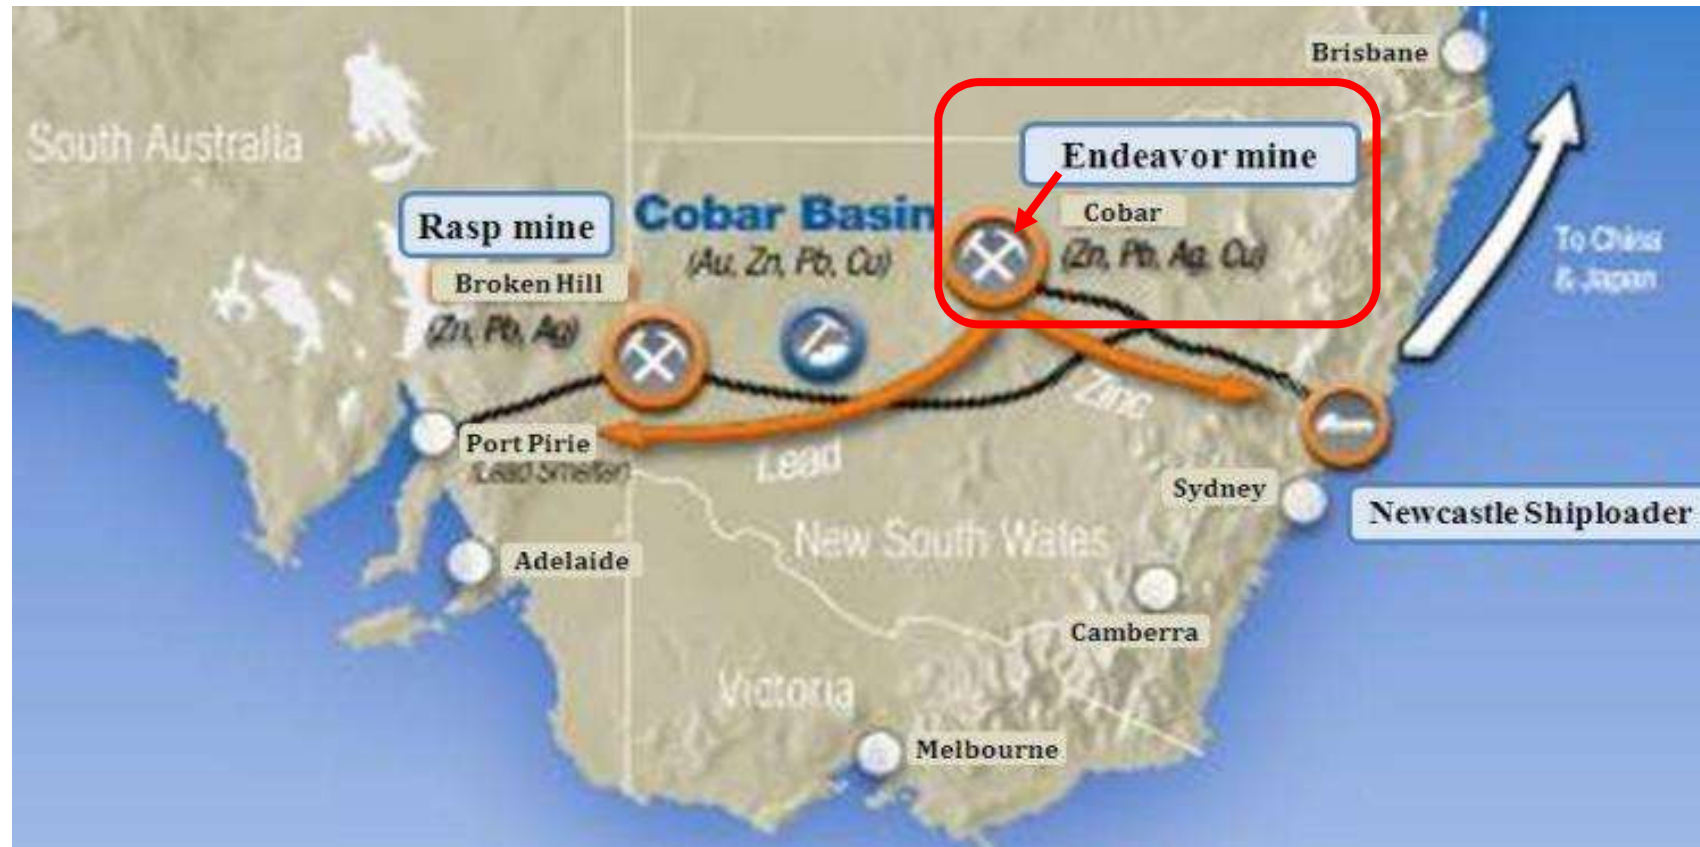 Brisbane
South Australia
Endeavor mine
Rasp mine
Cobar Basin
Cobar
(Au, Zn, Pb, Cu)
(Zn, Pb, Ag, Cu)
To China
& Japan
Broken Hill
(Zn, Pb, Ag)
Zinc
Port Pirie
(Lead Smelter)
Lead
Sydney
Newcastle Shiploader
New South Wales
Adelaide
Camberra
Victoria
Melbourne